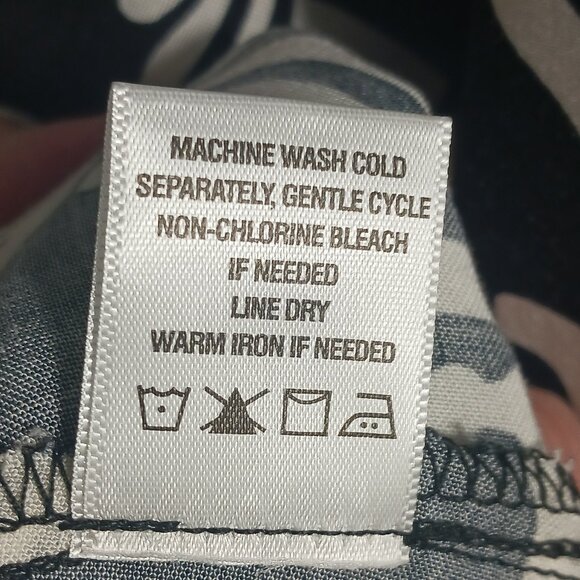 MACHINE WASH COLD
SEPARATELY, GENTLE CYCLE
NON-CHLORINE BLEACH
IF NEEDED
LINE DRY
WARM IRON IF NEEDED